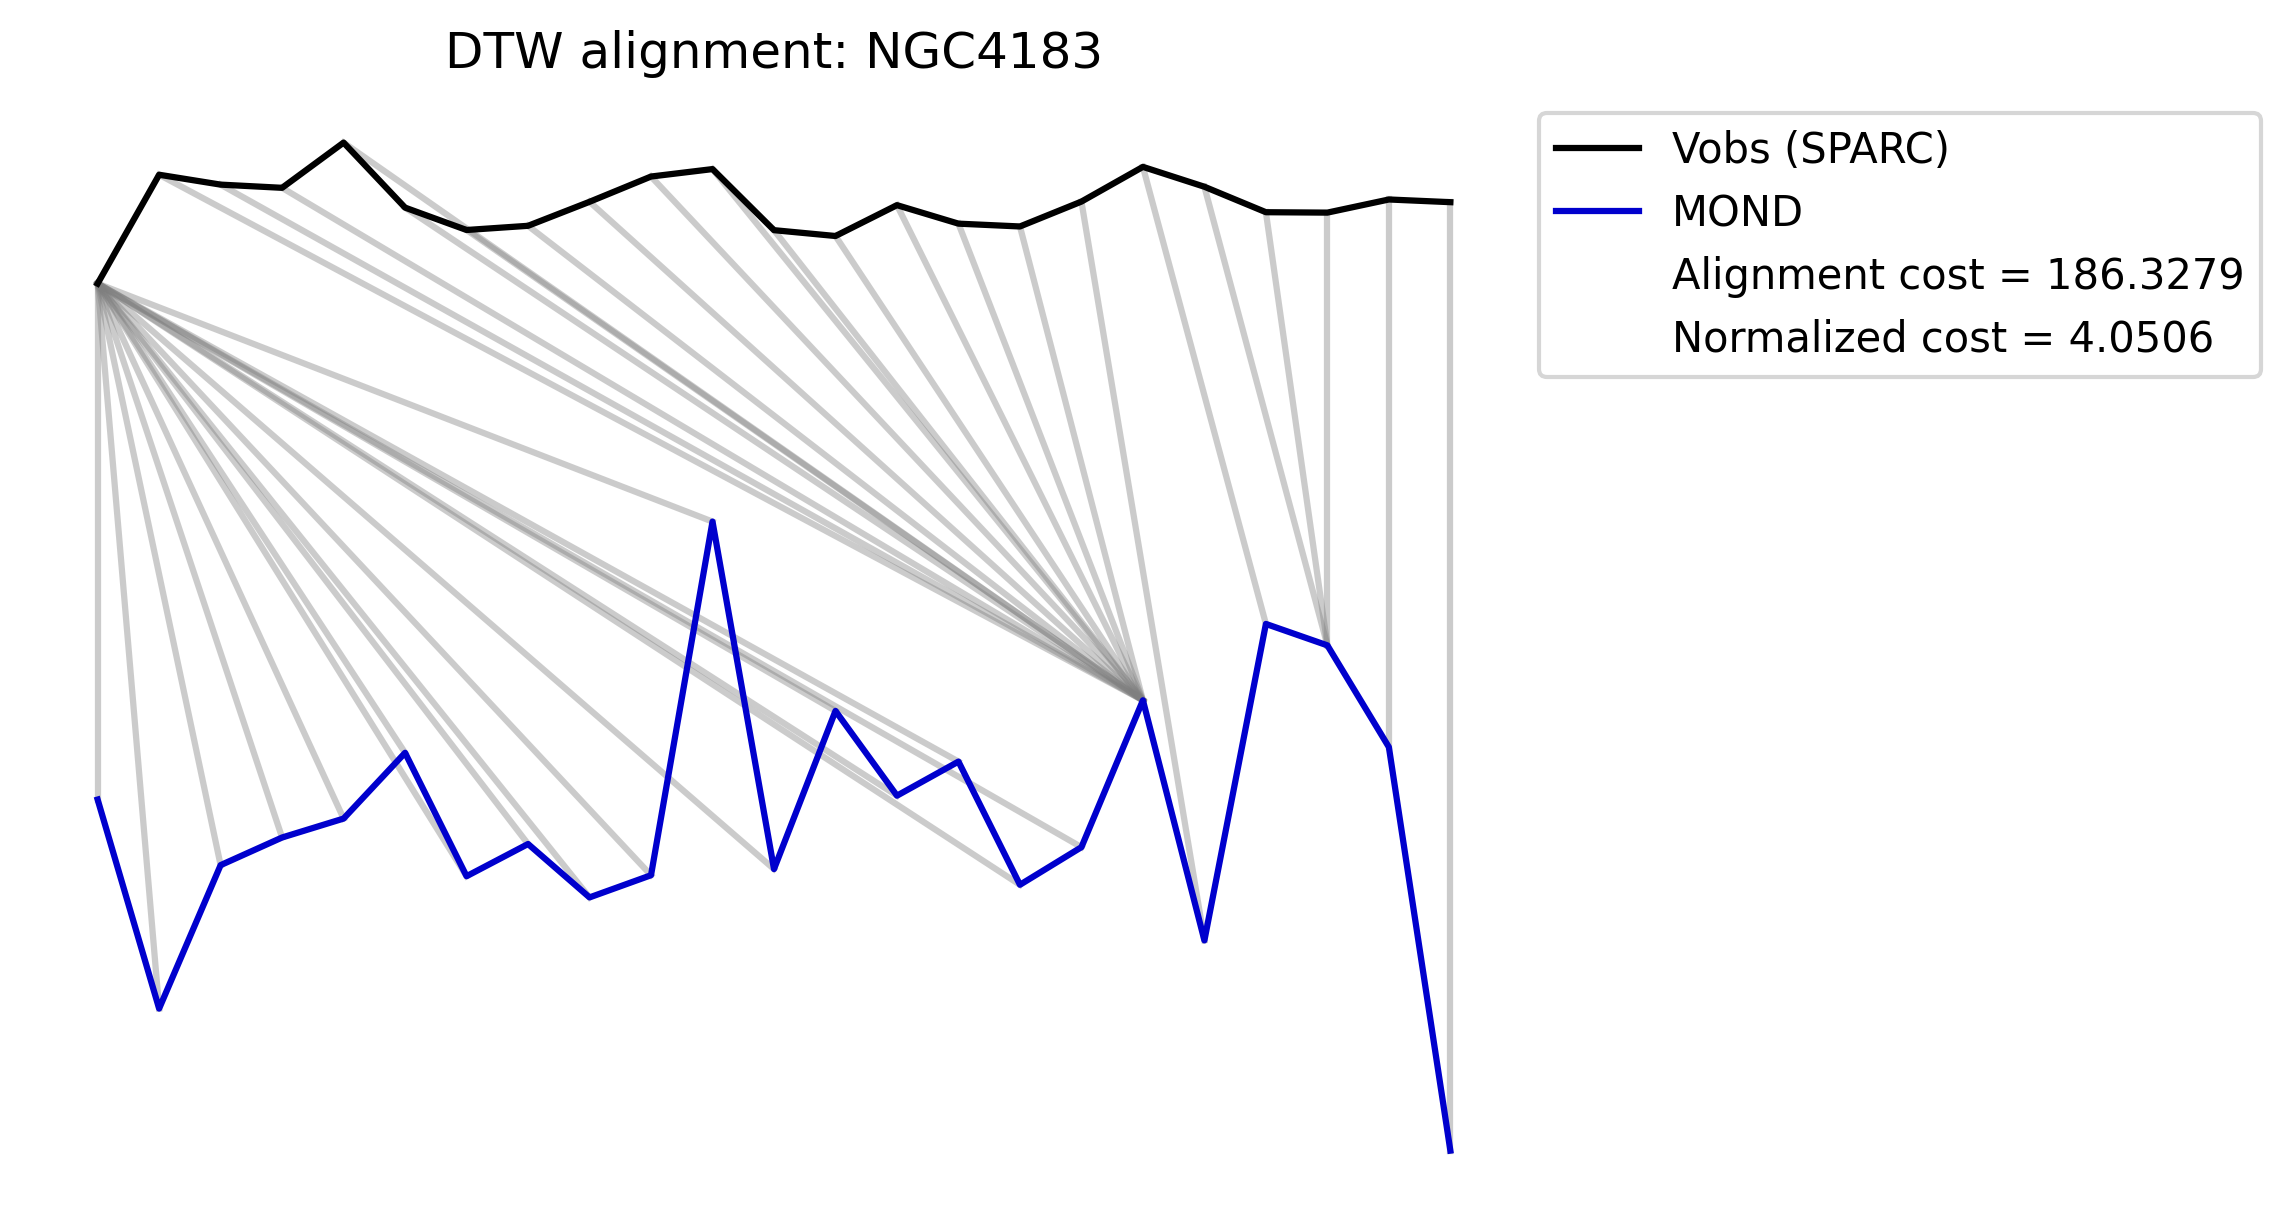 DTW alignment: NGC4183
Vobs (SPARC)
MOND
Alignment cost = 186.3279
Normalized cost = 4.0506